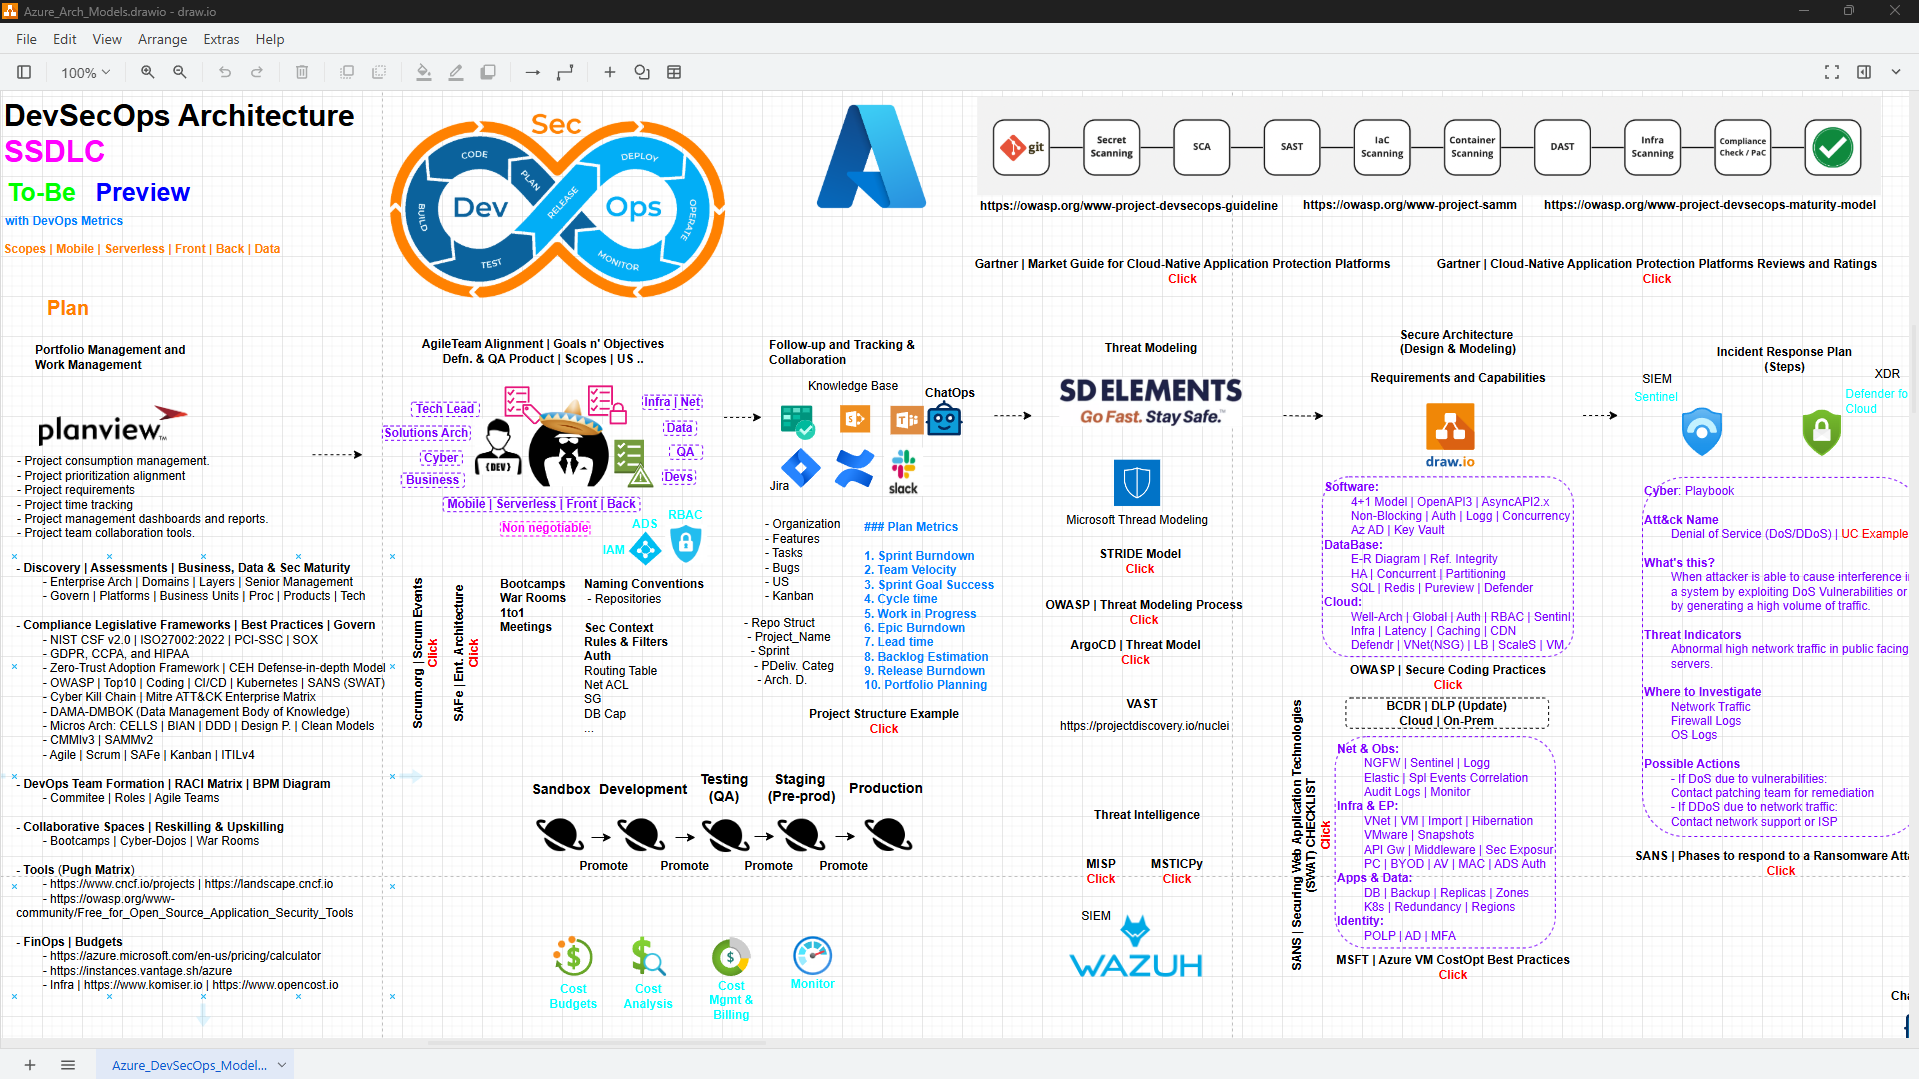 Azure_Arch_Models.drawio - draw.io
File Edit View Arrange Extras Help
100%
DevSecOps Architecture
SSDLC
To-Be Preview
with DevOps Metrics
Scopes | Mobile | Serverless | Front | Back | Data
Sec
CODE
PLAN
BUILD
TEST
Dev
RELEASE
DEPLOY
OPERATE
MONITOR
Ops
git
Secret
Scanning
SCA
SAST
IaC
Scanning
Container
Scanning
DAST
Infra
Scanning
Compliance
Check / PaC
https://owasp.org/www-project-devsecops-guideline
https://owasp.org/www-project-samm
https://owasp.org/www-project-devsecops-maturity-model
Gartner | Market Guide for Cloud-Native Application Protection Platforms
Click
Gartner | Cloud-Native Application Protection Platforms Reviews and Ratings
Click
Plan
Portfolio Management and
Work Management
planview™
- Project consumption management.
- Project prioritization alignment
- Project requirements
- Project time tracking
- Project management dashboards and reports.
- Project team collaboration tools.
- Discovery | Assessments | Business, Data & Sec Maturity
- Enterprise Arch | Domains | Layers | Senior Management
- Govern | Platforms | Business Units | Proc | Products | Tech
- Compliance Legislative Frameworks | Best Practices | Govern
- NIST CSF v2.0 | ISO27002:2022 | PCI-SSC | SOX
- GDPR, CCPA, and HIPAA
- Zero-Trust Adoption Framework | CEH Defense-in-depth Model
- OWASP | Top10 | Coding | CI/CD | Kubernetes | SANS (SWAT)
- Cyber Kill Chain | Mitre ATT&CK Enterprise Matrix
- DAMA-DMBOK (Data Management Body of Knowledge)
- Micros Arch: CELLS | BIAN | DDD | Design P. | Clean Models
- CMMIv3 | SAMMv2
- Agile | Scrum | SAFe | Kanban | ITILv4
- DevOps Team Formation | RACI Matrix | BPM Diagram
- Commitee | Roles | Agile Teams
- Collaborative Spaces | Reskilling & Upskilling
- Bootcamps | Cyber-Dojos | War Rooms
- Tools (Pugh Matrix)
- https://www.cncf.io/projects | https://landscape.cncf.io
- https://owasp.org/www-
community/Free_for_Open_Source_Application_Security_Tools
- FinOps | Budgets
- https://azure.microsoft.com/en-us/pricing/calculator
- https://instances.vantage.sh/azure
- Infra | https://www.komiser.io | https://www.opencost.io
AgileTeam Alignment | Goals n' Objectives
Defn. & QA Product | Scopes | US ..
Tech Lead
Solutions Arch
Cyber
Business
{DEV}
Infra | Net
Data
QA
Devs
Mobile | Serverless | Front | Back
Non negotiable
ADS
RBAC
IAM
Scrum.org | Scrum Events
Click
SAFe | Ent. Architecture
Click
Bootcamps
War Rooms
1to1
Meetings
Naming Conventions
- Repositories
Sec Context
Rules & Filters
Auth
Routing Table
Net ACL
SG
DB Cap
...
Follow-up and Tracking &
Collaboration
Knowledge Base
ChatOps
Jira
slack
- Organization
- Features
- Tasks
- Bugs
- US
- Kanban
- Repo Struct
- Project_Name
- Sprint
- PDeliv. Categ
- Arch. D.
### Plan Metrics
1. Sprint Burndown
2. Team Velocity
3. Sprint Goal Success
4. Cycle time
5. Work in Progress
6. Epic Burndown
7. Lead time
8. Backlog Estimation
9. Release Burndown
10. Portfolio Planning
Project Structure Example
Click
Sandbox
Development
Testing
(QA)
Staging
(Pre-prod)
Production
Promote
Promote
Promote
Promote
Cost
Budgets
Cost
Analysis
Cost
Mgmt &
Billing
Monitor
Threat Modeling
SD ELEMENTS
Go Fast. Stay Safe.™
Microsoft Thread Modeling
STRIDE Model
Click
OWASP | Threat Modeling Process
Click
ArgoCD | Threat Model
Click
VAST
https://projectdiscovery.io/nuclei
Threat Intelligence
MISP
Click
MSTICPy
Click
SIEM
WAZUH
Secure Architecture
(Design & Modeling)
Requirements and Capabilities
draw.io
Software:
4+1 Model | OpenAPI3 | AsyncAPI2.x
Non-Blocking | Auth | Logg | Concurrency
Az AD | Key Vault
DataBase:
E-R Diagram | Ref. Integrity
HA | Concurrent | Partitioning
SQL | Redis | Pureview | Defender
Cloud:
Well-Arch | Global | Auth | RBAC | Sentinl
Infra | Latency | Caching | CDN
Defendr | VNet(NSG) | LB | ScaleS | VM.
OWASP | Secure Coding Practices
Click
BCDR | DLP (Update)
Cloud | On-Prem
SANS | Securing Web Application Technologies
(SWAT) CHECKLIST
Click
Net & Obs:
NGFW | Sentinel | Logg
Elastic | Spl Events Correlation
Audit Logs | Monitor
Infra & EP:
VNet | VM | Import | Hibernation
VMware | Snapshots
API Gw | Middleware | Sec Exposur
PC | BYOD | AV | MAC | ADS Auth
Apps & Data:
DB | Backup | Replicas | Zones
K8s | Redundancy | Regions
Identity:
POLP | AD | MFA
MSFT | Azure VM CostOpt Best Practices
Click
Incident Response Plan
(Steps)
SIEM
Sentinel
XDR
Defender fo
Cloud
Cyber: Playbook
Att&ck Name
Denial of Service (DoS/DDoS) | UC Example
What's this?
When attacker is able to cause interference i
a system by exploiting DoS Vulnerabilities or
by generating a high volume of traffic.
Threat Indicators
Abnormal high network traffic in public facing
servers.
Where to Investigate
Network Traffic
Firewall Logs
OS Logs
Possible Actions
- If DoS due to vulnerabilities:
Contact patching team for remediation
- If DDoS due to network traffic:
Contact network support or ISP
SANS | Phases to respond to a Ransomware Atta
Click
Cha
Azure_DevSecOps_Model...